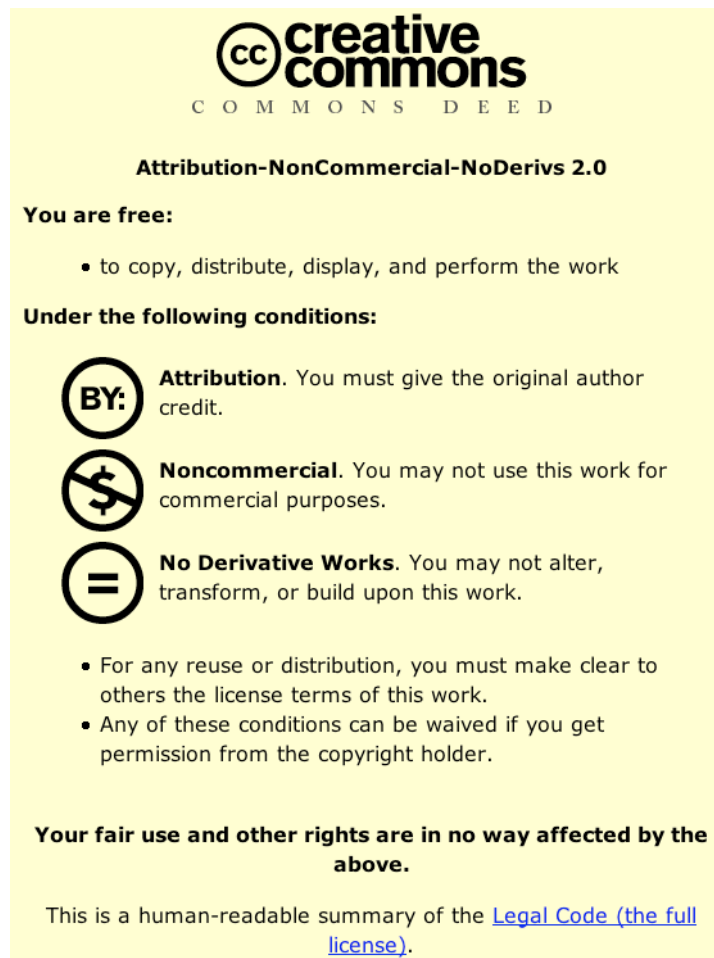 cc creative
commons
COMMONS DEED
Attribution-NonCommercial-NoDerivs 2.0
You are free:
• to copy, distribute, display, and perform the work
Under the following conditions:
BY:
Attribution. You must give the original author
credit.
$
Noncommercial. You may not use this work for
commercial purposes.
=
No Derivative Works. You may not alter,
transform, or build upon this work.
• For any reuse or distribution, you must make clear to
others the license terms of this work.
• Any of these conditions can be waived if you get
permission from the copyright holder.
Your fair use and other rights are in no way affected by the
above.
This is a human-readable summary of the Legal Code (the full
license).